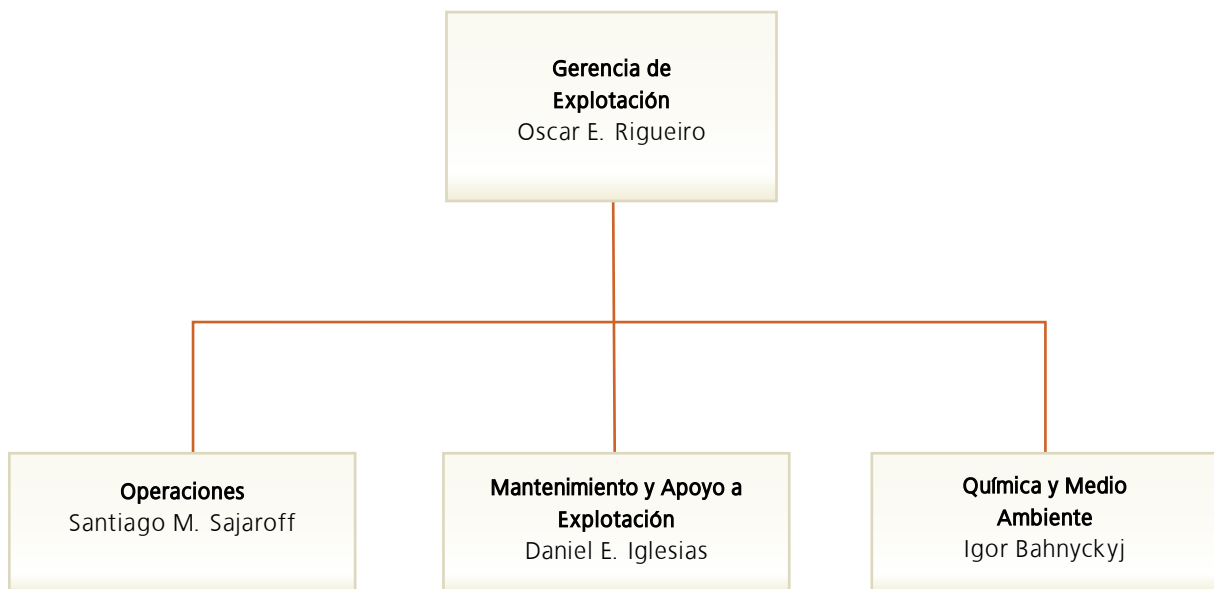 Gerencia de
Explotación
Oscar E. Rigueiro
Operaciones
Santiago M. Sajaroff
Mantenimiento y Apoyo a
Explotación
Daniel E. Iglesias
Química y Medio
Ambiente
Igor Bahnyckyj